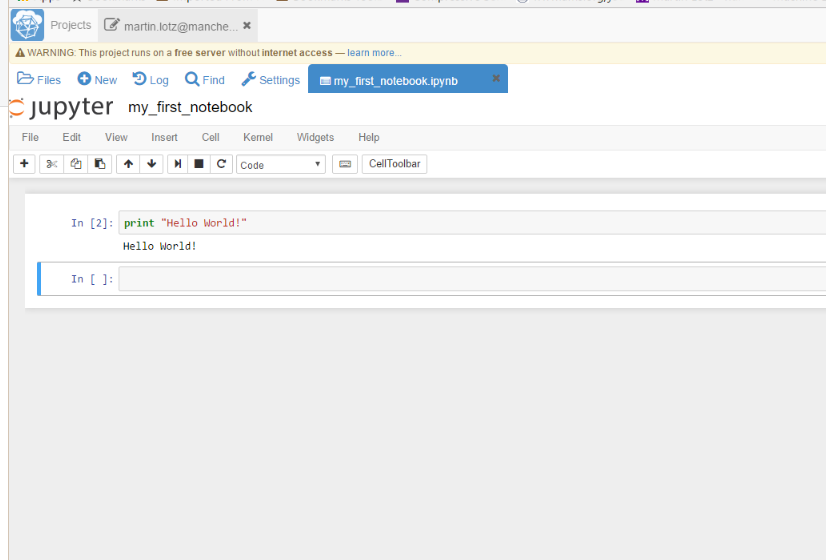 Projects martin.lotz@manche...
WARNING: This project runs on a free server without internet access — learn more...
Files New Log Find Settings my_first_notebook.ipynb
jupyter my_first_notebook
File Edit View Insert Cell Kernel Widgets Help
Code CellToolbar
In [2]: print "Hello World!"
Hello World!
In [ ]: